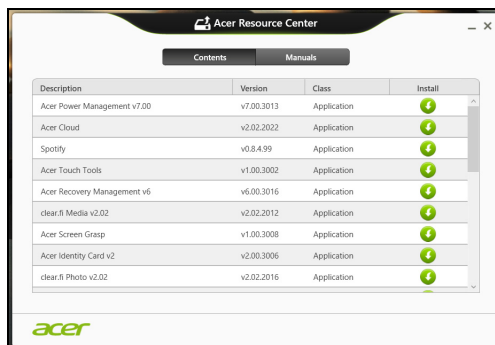 Acer Resource Center
Contents Manuals
Description Version Class Install
Acer Power Management v7.00 v7.00.3013 Application
Acer Cloud v2.02.2022 Application
Spotify v0.8.4.99 Application
Acer Touch Tools v1.00.3002 Application
Acer Recovery Management v6 v6.00.3016 Application
clear.fi Media v2.02 v2.02.2012 Application
Acer Screen Grasp v1.00.3008 Application
Acer Identity Card v2 v2.00.3006 Application
clear.fi Photo v2.02 v2.02.2016 Application
acer